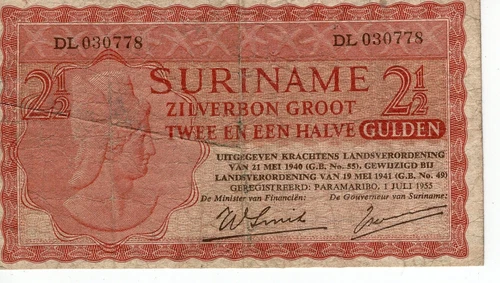 DL 030778 DL 030778
2½ SURINAME 2½
ZILVERBON GROOT
TWEE EN EEN HALVE GULDEN
UITGEGEVEN KRACHTENS LANDSVERORDENING
VAN 21 MEI 1940 (G.B. No. 55), GEWIJZIGD BIJ
LANDSVERORDENING VAN 19 MEI 1941 (G.B. No. 49)
GEREGISTREERD: PARAMARIBO, 1 JULI 1955
De Minister van Financiën: De Gouverneur van Suriname: